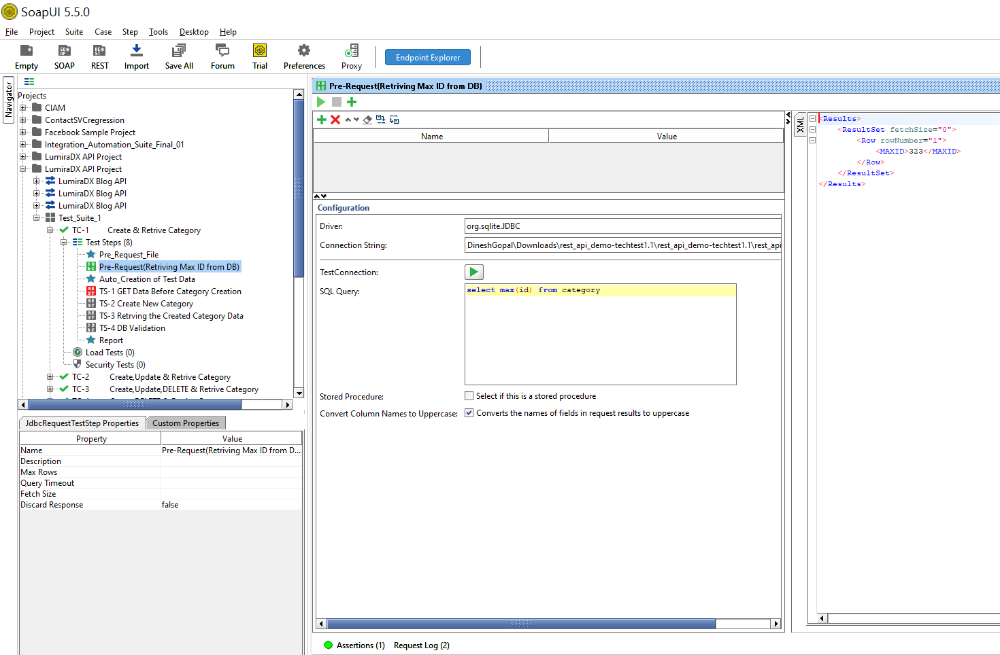 SoapUI 5.5.0
File Project Suite Case Step Tools Desktop Help
Empty SOAP REST Import Save All Forum Trial Preferences Proxy Endpoint Explorer
Navigator
Projects
CIAM
ContactSVCregression
Facebook Sample Project
Integration_Automation_Suite_Final_01
LumiraDX API Project
LumiraDX API Project
LumiraDX Blog API
LumiraDX Blog API
LumiraDX Blog API
Test_Suite_1
TC-1 Create & Retrive Category
Test Steps (8)
Pre_Request_File
Pre-Request(Retriving Max ID from DB)
Auto_Creation of Test Data
TS-1 GET Data Before Category Creation
TS-2 Create New Category
TS-3 Retrving the Created Category Data
TS-4 DB Validation
Report
Load Tests (0)
Security Tests (0)
TC-2 Create,Update & Retrive Category
TC-3 Create,Update,DELETE & Retrive Category
JdbcRequestTestStep Properties Custom Properties
Property Value
Name Pre-Request(Retriving Max ID from D...
Description
Max Rows
Query Timeout
Fetch Size
Discard Response false
Pre-Request(Retriving Max ID from DB)
Name Value
Configuration
Driver: org.sqlite.JDBC
Connection String: DineshGopal\Downloads\rest_api_demo-techtest1.1\rest_api_demo-techtest1.1\rest_api
TestConnection:
SQL Query: select max(id) from category
Stored Procedure: Select if this is a stored procedure
Convert Column Names to Uppercase: Converts the names of fields in request results to uppercase
Assertions (1) Request Log (2)
XML
<Results>
<ResultSet fetchSize="0">
<Row rowNumber="1">
<MAXID>323</MAXID>
</Row>
</ResultSet>
</Results>